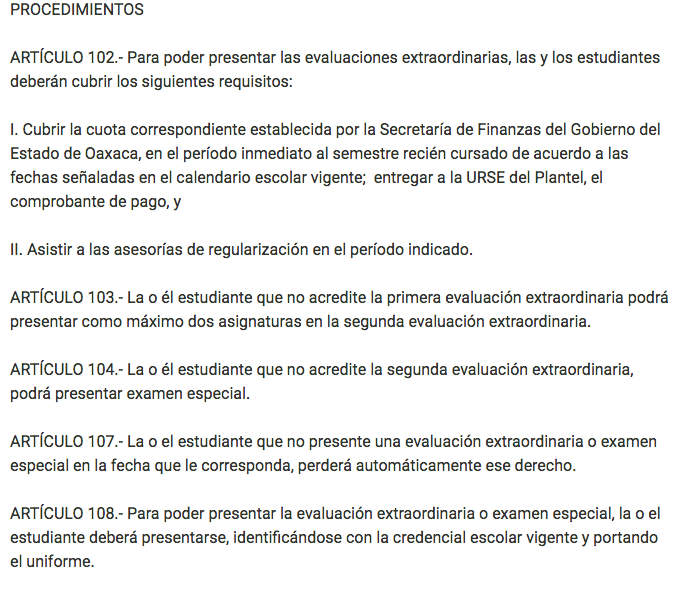 PROCEDIMIENTOS
ARTÍCULO 102.- Para poder presentar las evaluaciones extraordinarias, las y los estudiantes
deberán cubrir los siguientes requisitos:
I. Cubrir la cuota correspondiente establecida por la Secretaría de Finanzas del Gobierno del
Estado de Oaxaca, en el período inmediato al semestre recién cursado de acuerdo a las
fechas señaladas en el calendario escolar vigente;  entregar a la URSE del Plantel, el
comprobante de pago, y
II. Asistir a las asesorías de regularización en el período indicado.
ARTÍCULO 103.- La o él estudiante que no acredite la primera evaluación extraordinaria podrá
presentar como máximo dos asignaturas en la segunda evaluación extraordinaria.
ARTÍCULO 104.- La o él estudiante que no acredite la segunda evaluación extraordinaria,
podrá presentar examen especial.
ARTÍCULO 107.- La o el estudiante que no presente una evaluación extraordinaria o examen
especial en la fecha que le corresponda, perderá automáticamente ese derecho.
ARTÍCULO 108.- Para poder presentar la evaluación extraordinaria o examen especial, la o el
estudiante deberá presentarse, identificándose con la credencial escolar vigente y portando
el uniforme.